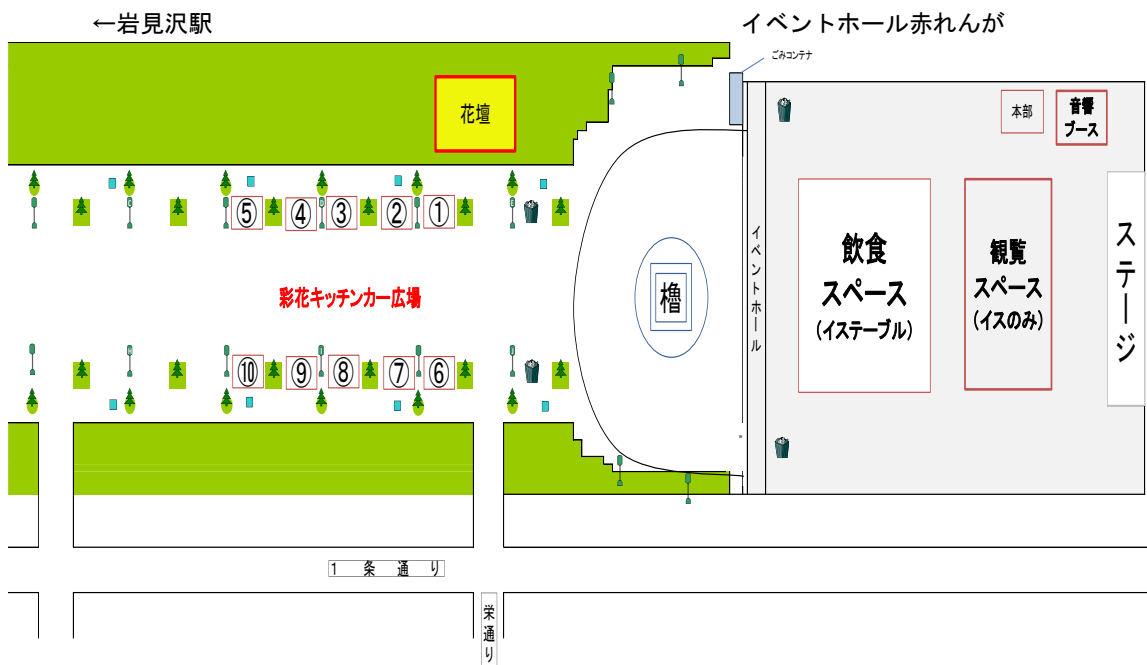 ←岩見沢駅
イベントホール赤れんが
ごみコンテナ
花壇
本部
音響
ブース
⑤
④
③
②
①
彩花キッチンカー広場
櫓
イベントホール
飲食
スペース
(イステーブル)
観覧
スペース
(イスのみ)
ステージ
⑩
⑨
⑧
⑦
⑥
1 条 通 り
栄通り